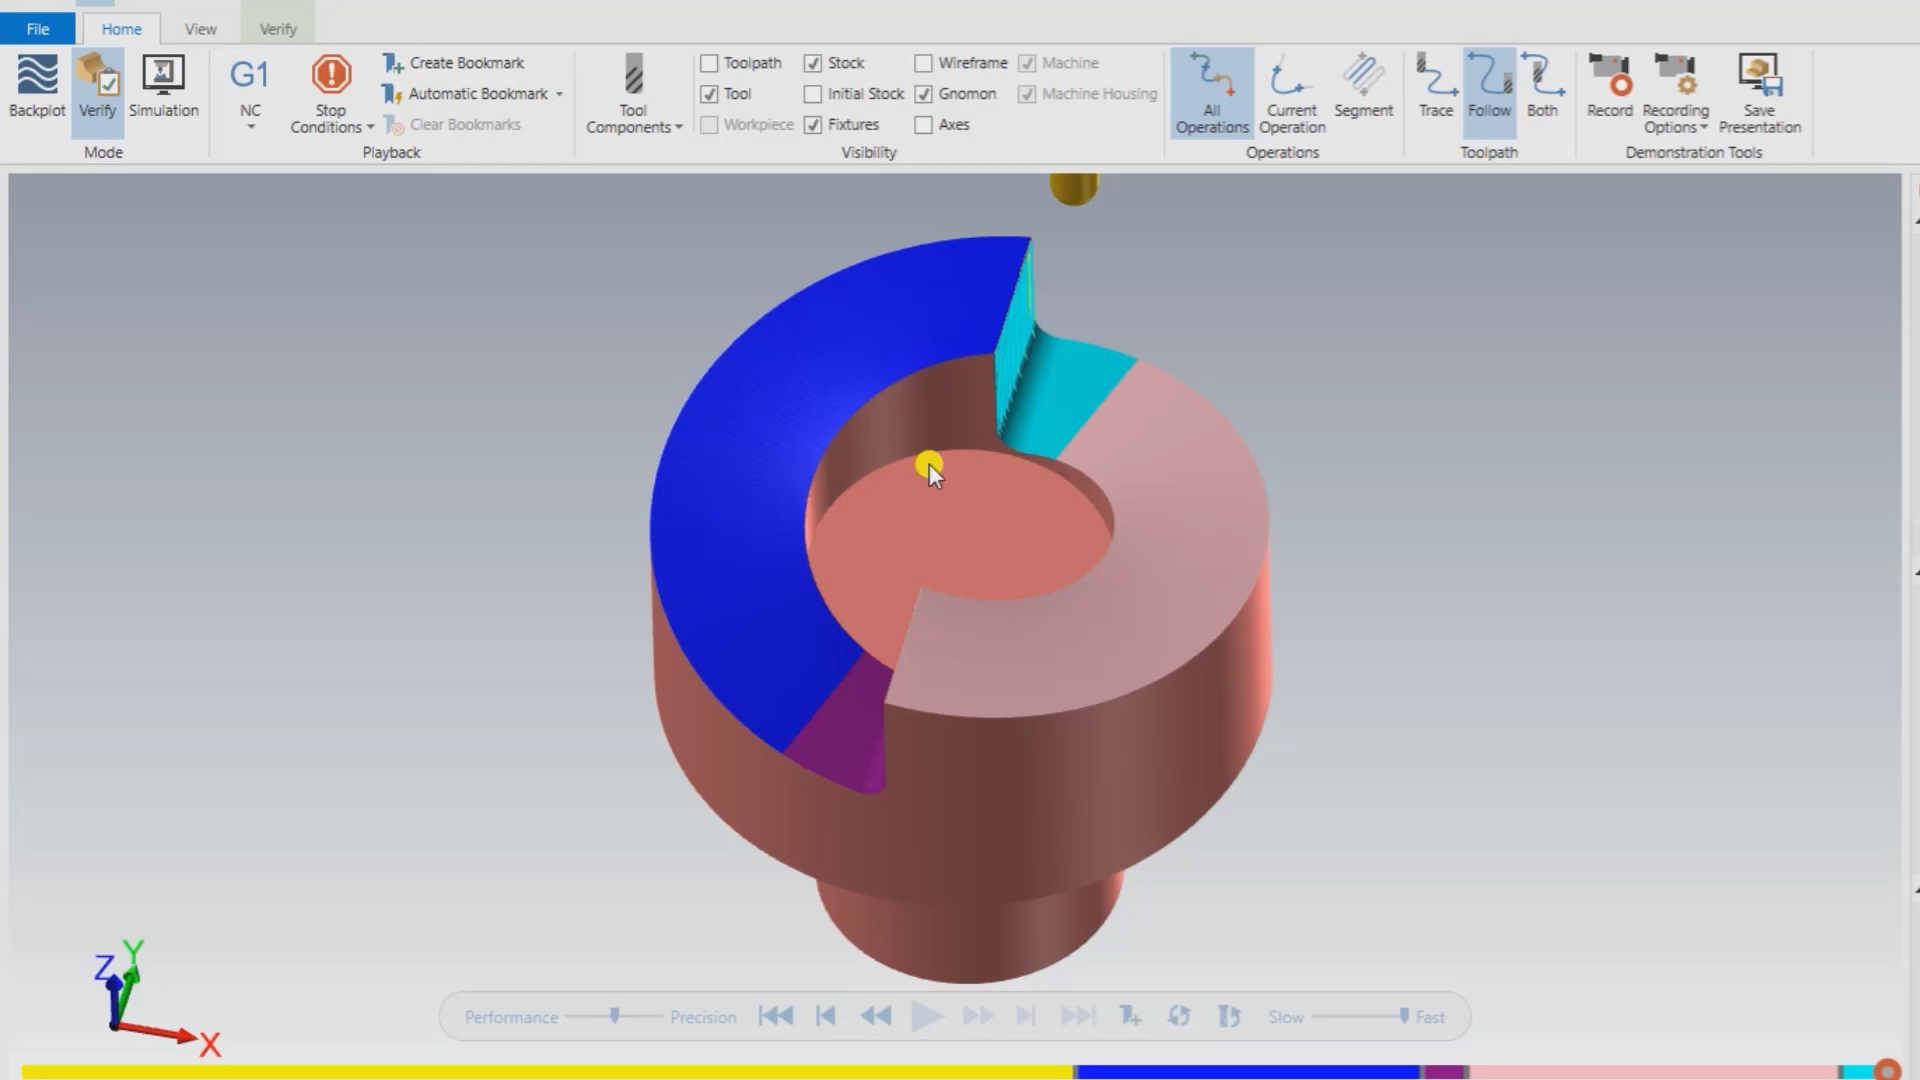 File Home View Verify
Create Bookmark
Automatic Bookmark
Clear Bookmarks
Backplot Verify Simulation
NC
Stop
Conditions
Tool
Components
Toolpath Stock Wireframe Machine
Tool Initial Stock Gnomon Machine Housing
Workpiece Fixtures Axes
All
Operations
Current
Operation
Segment
Trace Follow Both
Record
Recording
Options
Save
Presentation
G1
Mode Playback Visibility Operations Toolpath Demonstration Tools
Z Y
X
Performance Precision Slow Fast